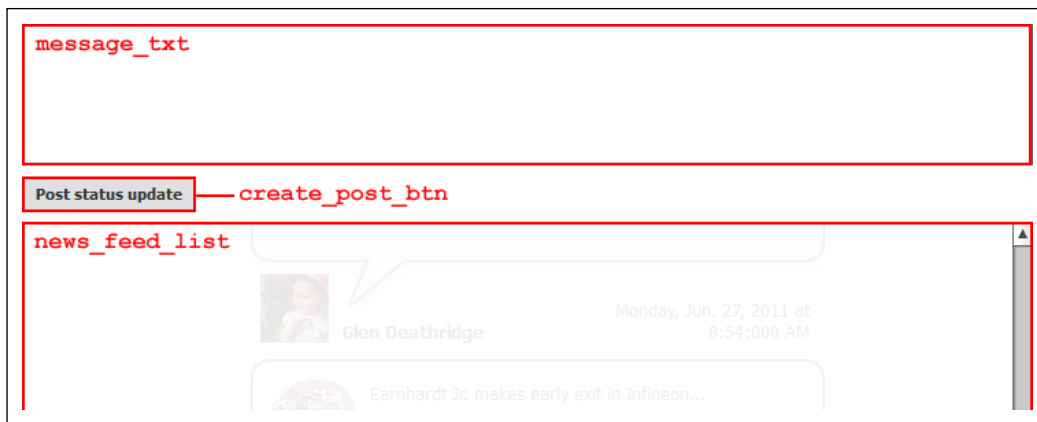 message_txt
Post status update
create_post_btn
news_feed_list
Monday, Jun. 27, 2011 at
Glen Deathridge
8:54:000 AM
Earnhardt Jr. makes early exit in Infineon...